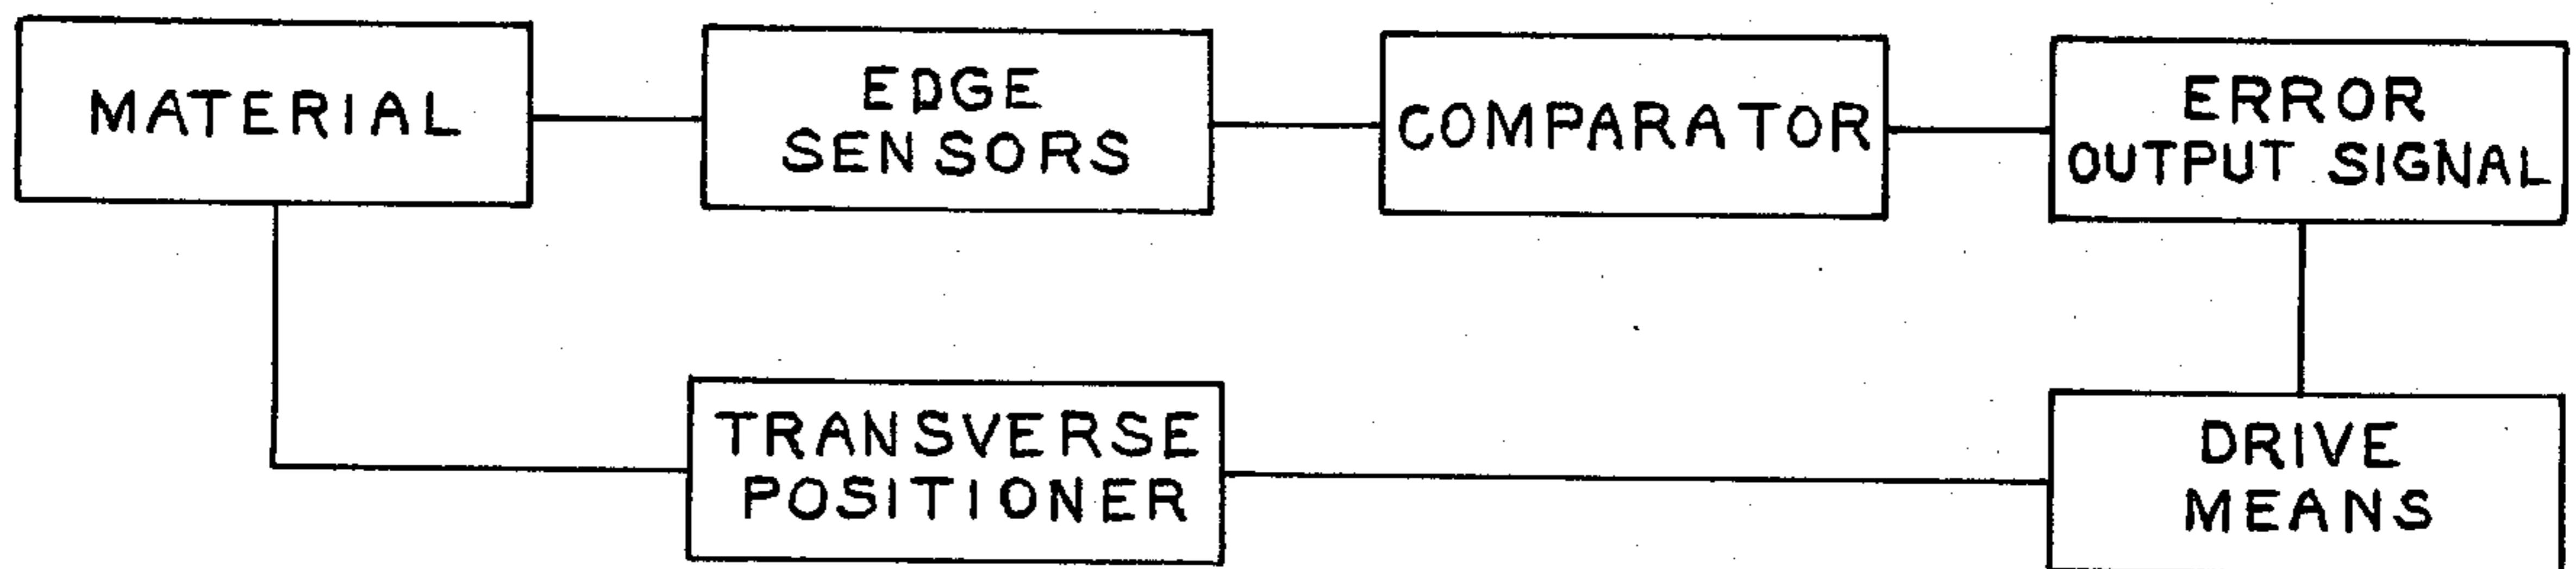 MATERIAL
EDGE
SENSORS
COMPARATOR
ERROR
OUTPUT SIGNAL
TRANSVERSE
POSITIONER
DRIVE
MEANS